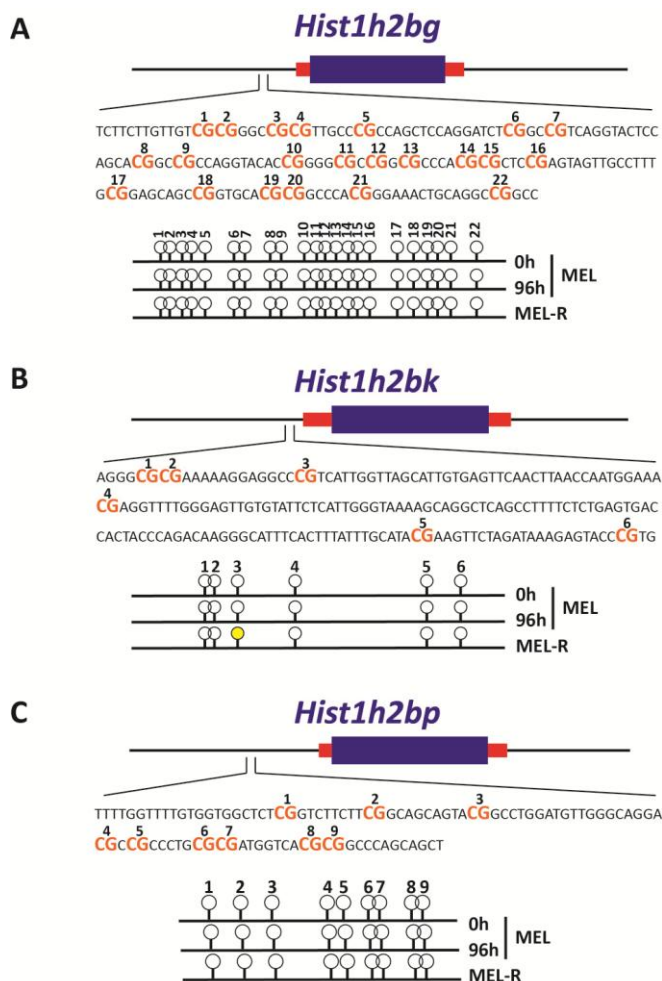 A
Hist1h2bg
1 2 3 4 5 6 7
TCTTCTTGTTGTCGCGGGCCGCGTTGCCCGCCAGCTCCAGGATCTCGGCCGTCAGGTACTCC
8 9 10 11 12 13 14 15 16
AGCACGGCCGCCAGGTACACCGGGGCGCCGGCGCCCACGCGCTCCGAGTAGTTGCCTTT
17 18 19 20 21 22
GCGGAGCAGCCGGTGCACGCGGCCCACGGGAAACTGCAGGCCGGCC
1 2 3 4 5 6 7 8 9 10 11 12 13 14 15 16 17 18 19 20 21 22
0h
MEL
96h
MEL-R
B
Hist1h2bk
1 2 3
AGGGCGCGAAAAAGGAGGCCCGTCATTGGTTAGCATTGTGAGTTCAACTTAACCAATGGAAA
4
CGAGGTTTTGGGAGTTGTGTATTCTCATTGGGTAAAAGCAGGCTCAGCCTTTTCTCTGAGTGAC
5 6
CACTACCCAGACAAGGGCATTTCACTTTATTTGCATACGAAGTTCTAGATAAAGAGTACCCGTG
1 2 3 4 5 6
0h
MEL
96h
MEL-R
C
Hist1h2bp
1 2 3
TTTTGGTTTTGTGGTGGCTCTCGGTCTTCTTCGGCAGCAGTACGGCCTGGATGTTGGGCAGGA
4 5 6 7 8 9
CGCCGCCCTGCGCGATGGTCACGCGGCCCAGCAGCT
1 2 3 4 5 6 7 8 9
0h
MEL
96h
MEL-R